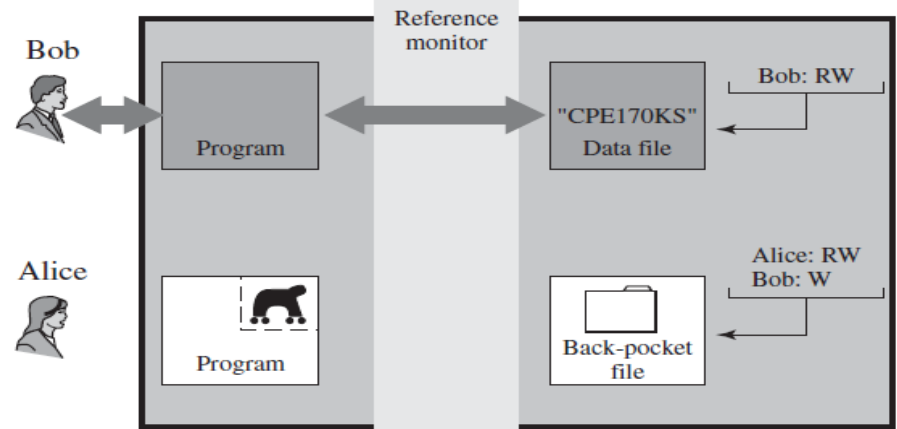 Reference
monitor
Bob
Program
"CPE170KS"
Data file
Bob: RW
Alice
Program
Back-pocket
file
Alice: RW
Bob: W